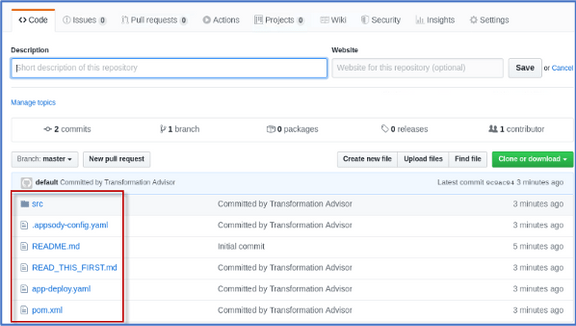 Code Issues 0 Pull requests 0 Actions Projects 0 Wiki Security Insights Settings
Description Website
Short description of this repository Website for this repository (optional) Save or Cancel
Manage topics
2 commits 1 branch 0 packages 0 releases 1 contributor
Branch: master New pull request Create new file Upload files Find file Clone or download
default Committed by Transformation Advisor Latest commit 3 minutes ago
src Committed by Transformation Advisor 3 minutes ago
.appsody-config.yaml Committed by Transformation Advisor 3 minutes ago
README.md Initial commit 5 minutes ago
READ_THIS_FIRST.md Committed by Transformation Advisor 3 minutes ago
app-deploy.yaml Committed by Transformation Advisor 3 minutes ago
pom.xml Committed by Transformation Advisor 3 minutes ago